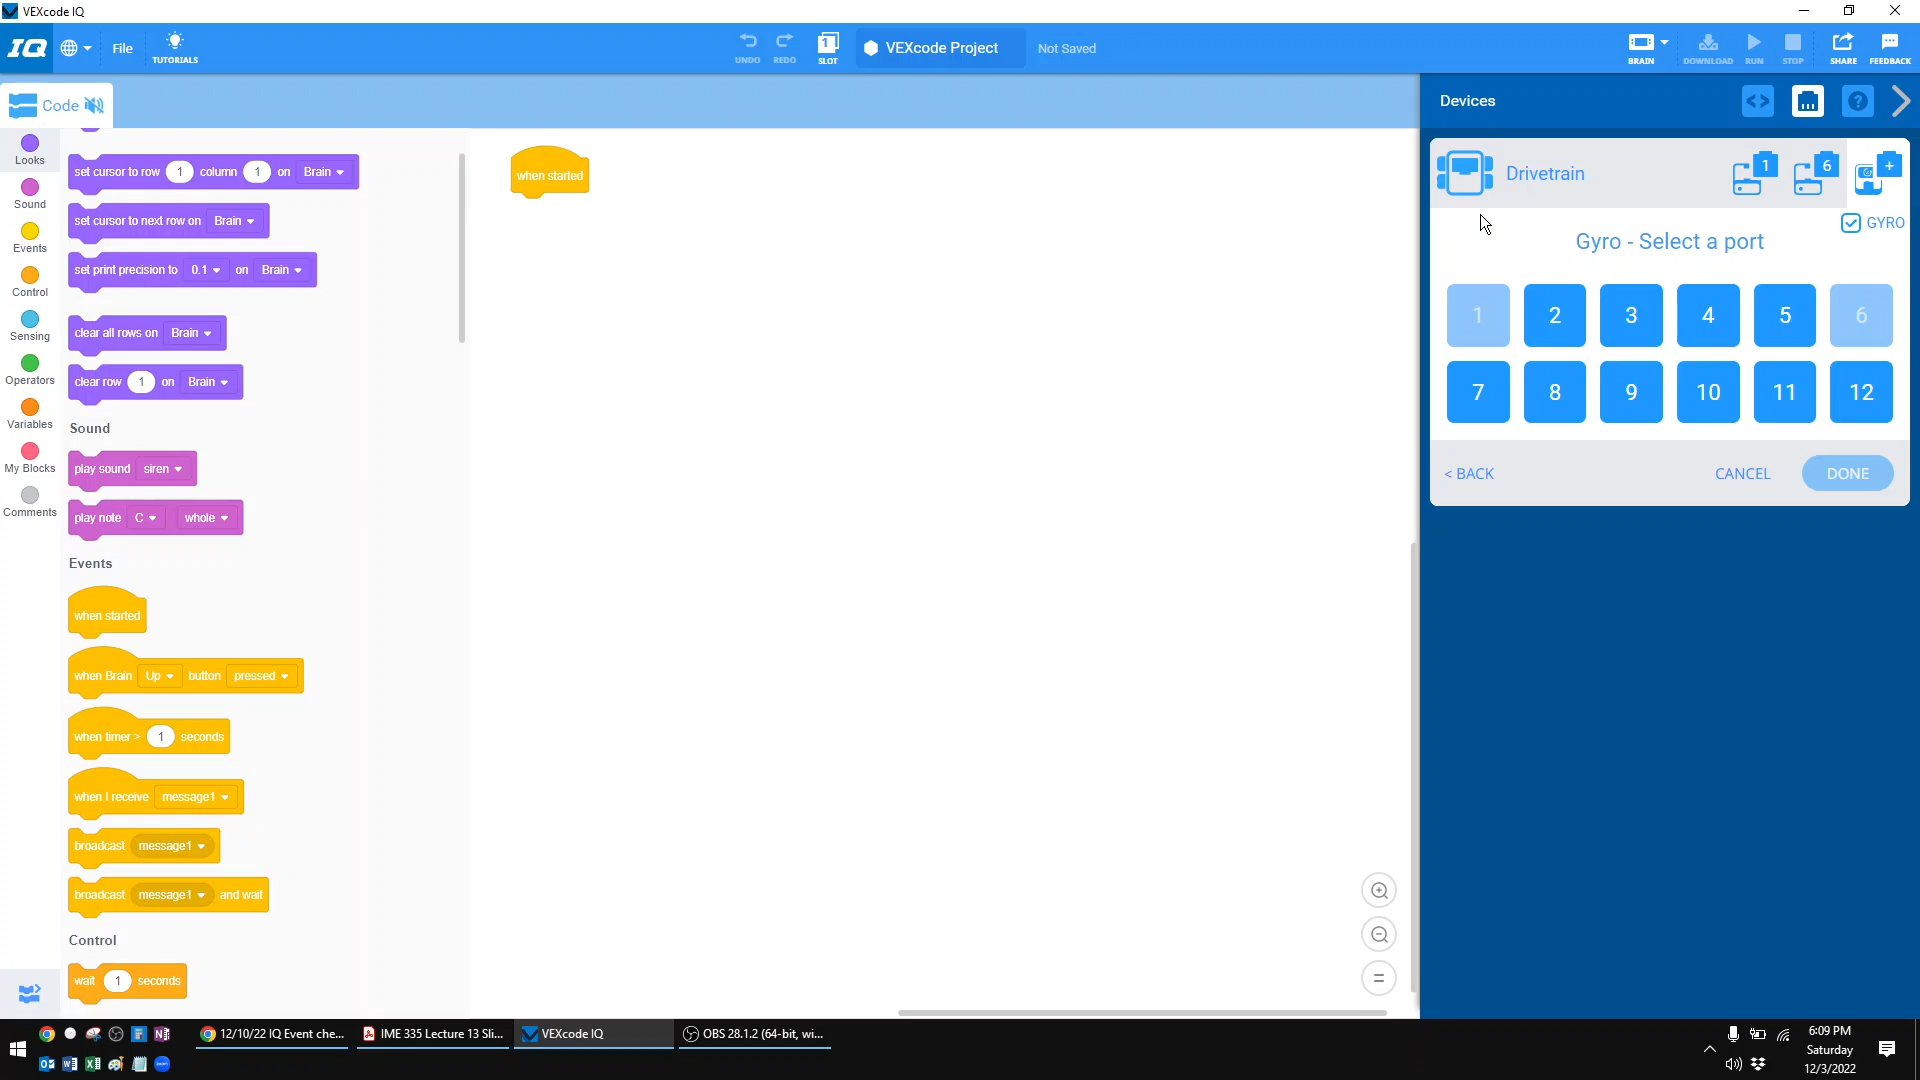 VEXcode IQ
IQ
File
TUTORIALS
UNDO
REDO
1
SLOT
VEXcode Project
Not Saved
BRAIN
DOWNLOAD
RUN
STOP
SHARE
FEEDBACK
Code
Devices
?
Looks
Sound
Events
Control
Sensing
Operators
Variables
My Blocks
Comments
set cursor to row 1 column 1 on Brain
set cursor to next row on Brain
set print precision to 0.1 on Brain
clear all rows on Brain
clear row 1 on Brain
Sound
play sound siren
play note C whole
Events
when started
when Brain Up button pressed
when timer > 1 seconds
when I receive message1
broadcast message1
broadcast message1 and wait
Control
wait 1 seconds
when started
Drivetrain
1
6
+
GYRO
Gyro - Select a port
1 2 3 4 5 6
7 8 9 10 11 12
< BACK
CANCEL
DONE
12/10/22 IQ Event che...
IME 335 Lecture 13 Sli...
VEXcode IQ
OBS 28.1.2 (64-bit, wi...
6:09 PM
Saturday
12/3/2022